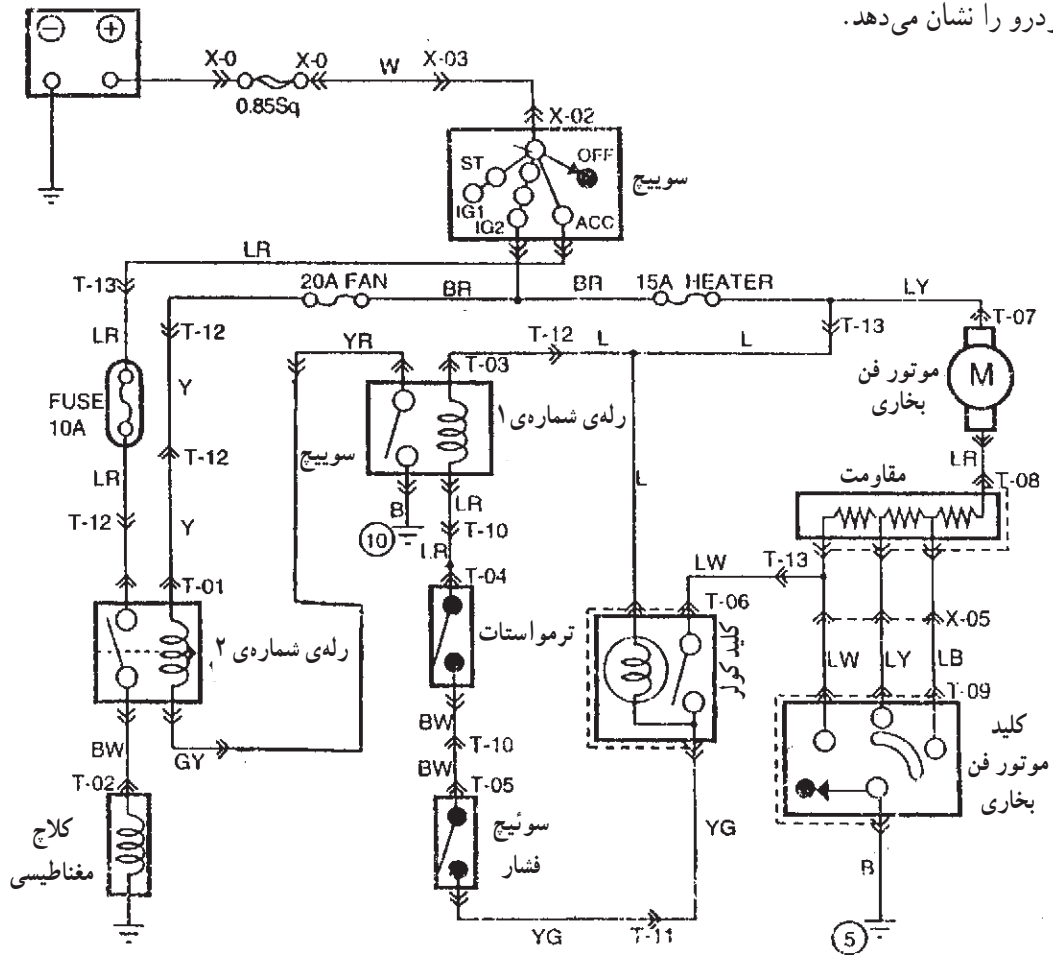 ردرو را نشان می‌دهد.
X-0
X-0
W
X-03
0.85Sq
X-02
ST
OFF
IG1
IG2
ACC
سوییچ
LR
T-13
20A FAN
BR
BR
15A HEATER
LY
T-12
YR
T-12
L
L
T-13
T-07
LR
T-03
M
موتور فن
بخاری
FUSE
10A
Y
رله‌ی شماره‌ی ۱
سوییچ
T-12
LR
LR
T-08
مقاومت
B
LR
L
T-12
Y
10
T-10
LR
T-04
LW
T-13
T-01
T-06
X-05
ترمواستات
کلید کولر
رله‌ی شماره‌ی ۲
LW
LY
LB
T-09
BW
کلید
موتور فن
بخاری
BW
GY
T-10
BW
T-02
T-05
کلاچ
مغناطیسی
سوئیچ
فشار
YG
B
YG
T-11
5